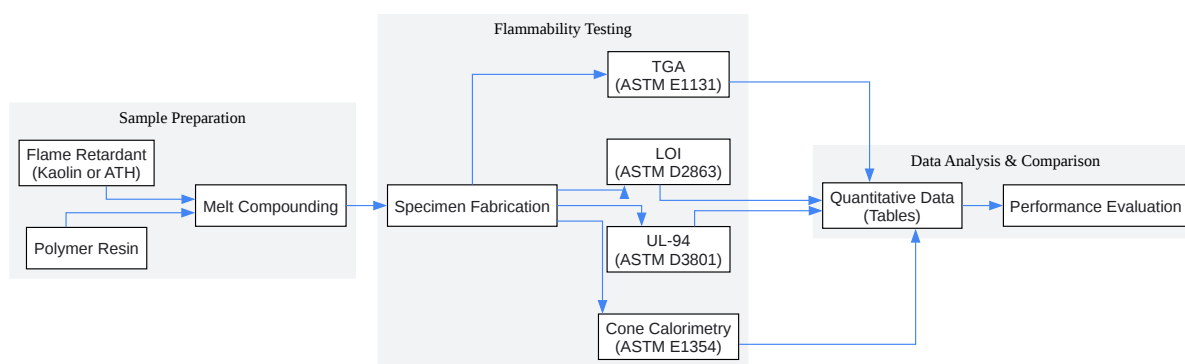 Sample Preparation
Flame Retardant
(Kaolin or ATH)
Polymer Resin
Melt Compounding
Flammability Testing
Specimen Fabrication
TGA
(ASTM E1131)
LOI
(ASTM D2863)
UL-94
(ASTM D3801)
Cone Calorimetry
(ASTM E1354)
Data Analysis & Comparison
Quantitative Data
(Tables)
Performance Evaluation